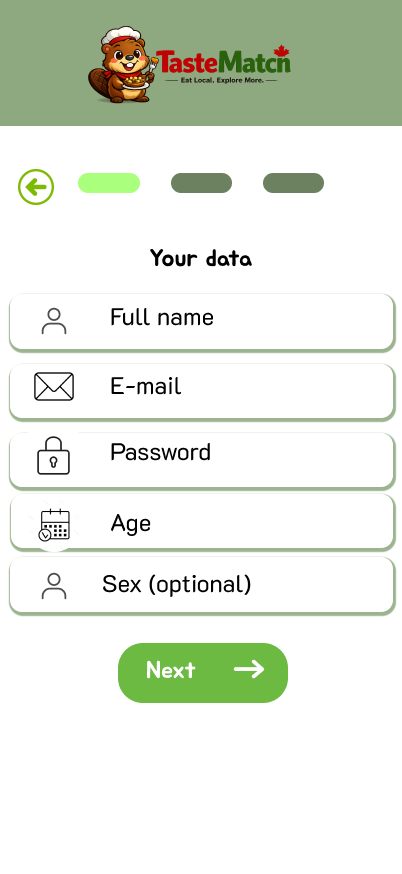 TasteMatch
Eat Local. Explore More.
Your data
Full name
E-mail
Password
Age
Sex (optional)
Next